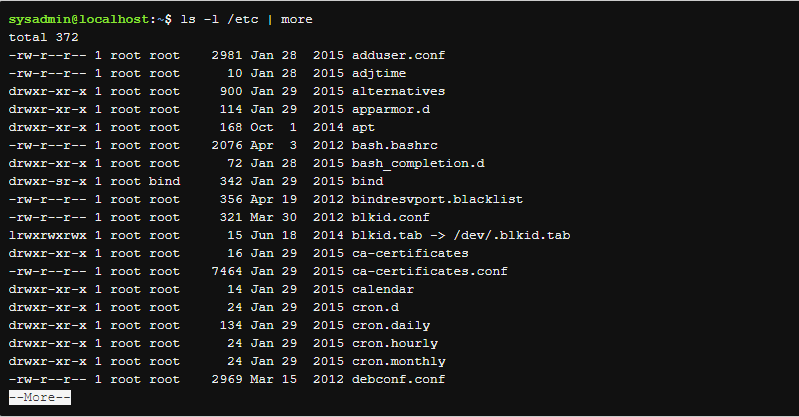 sysadmin@localhost:~$ ls -l /etc | more
total 372
-rw-r--r-- 1 root root    2981 Jan 28  2015 adduser.conf
-rw-r--r-- 1 root root      10 Jan 28  2015 adjtime
drwxr-xr-x 1 root root     900 Jan 29  2015 alternatives
drwxr-xr-x 1 root root     114 Jan 29  2015 apparmor.d
drwxr-xr-x 1 root root     168 Oct  1  2014 apt
-rw-r--r-- 1 root root    2076 Apr  3  2012 bash.bashrc
drwxr-xr-x 1 root root      72 Jan 28  2015 bash_completion.d
drwxr-sr-x 1 root bind     342 Jan 29  2015 bind
-rw-r--r-- 1 root root     356 Apr 19  2012 bindresvport.blacklist
-rw-r--r-- 1 root root     321 Mar 30  2012 blkid.conf
lrwxrwxrwx 1 root root      15 Jun 18  2014 blkid.tab -> /dev/.blkid.tab
drwxr-xr-x 1 root root      16 Jan 29  2015 ca-certificates
-rw-r--r-- 1 root root    7464 Jan 29  2015 ca-certificates.conf
drwxr-xr-x 1 root root      14 Jan 29  2015 calendar
drwxr-xr-x 1 root root      24 Jan 29  2015 cron.d
drwxr-xr-x 1 root root     134 Jan 29  2015 cron.daily
drwxr-xr-x 1 root root      24 Jan 29  2015 cron.hourly
drwxr-xr-x 1 root root      24 Jan 29  2015 cron.monthly
-rw-r--r-- 1 root root    2969 Mar 15  2012 debconf.conf
--More--